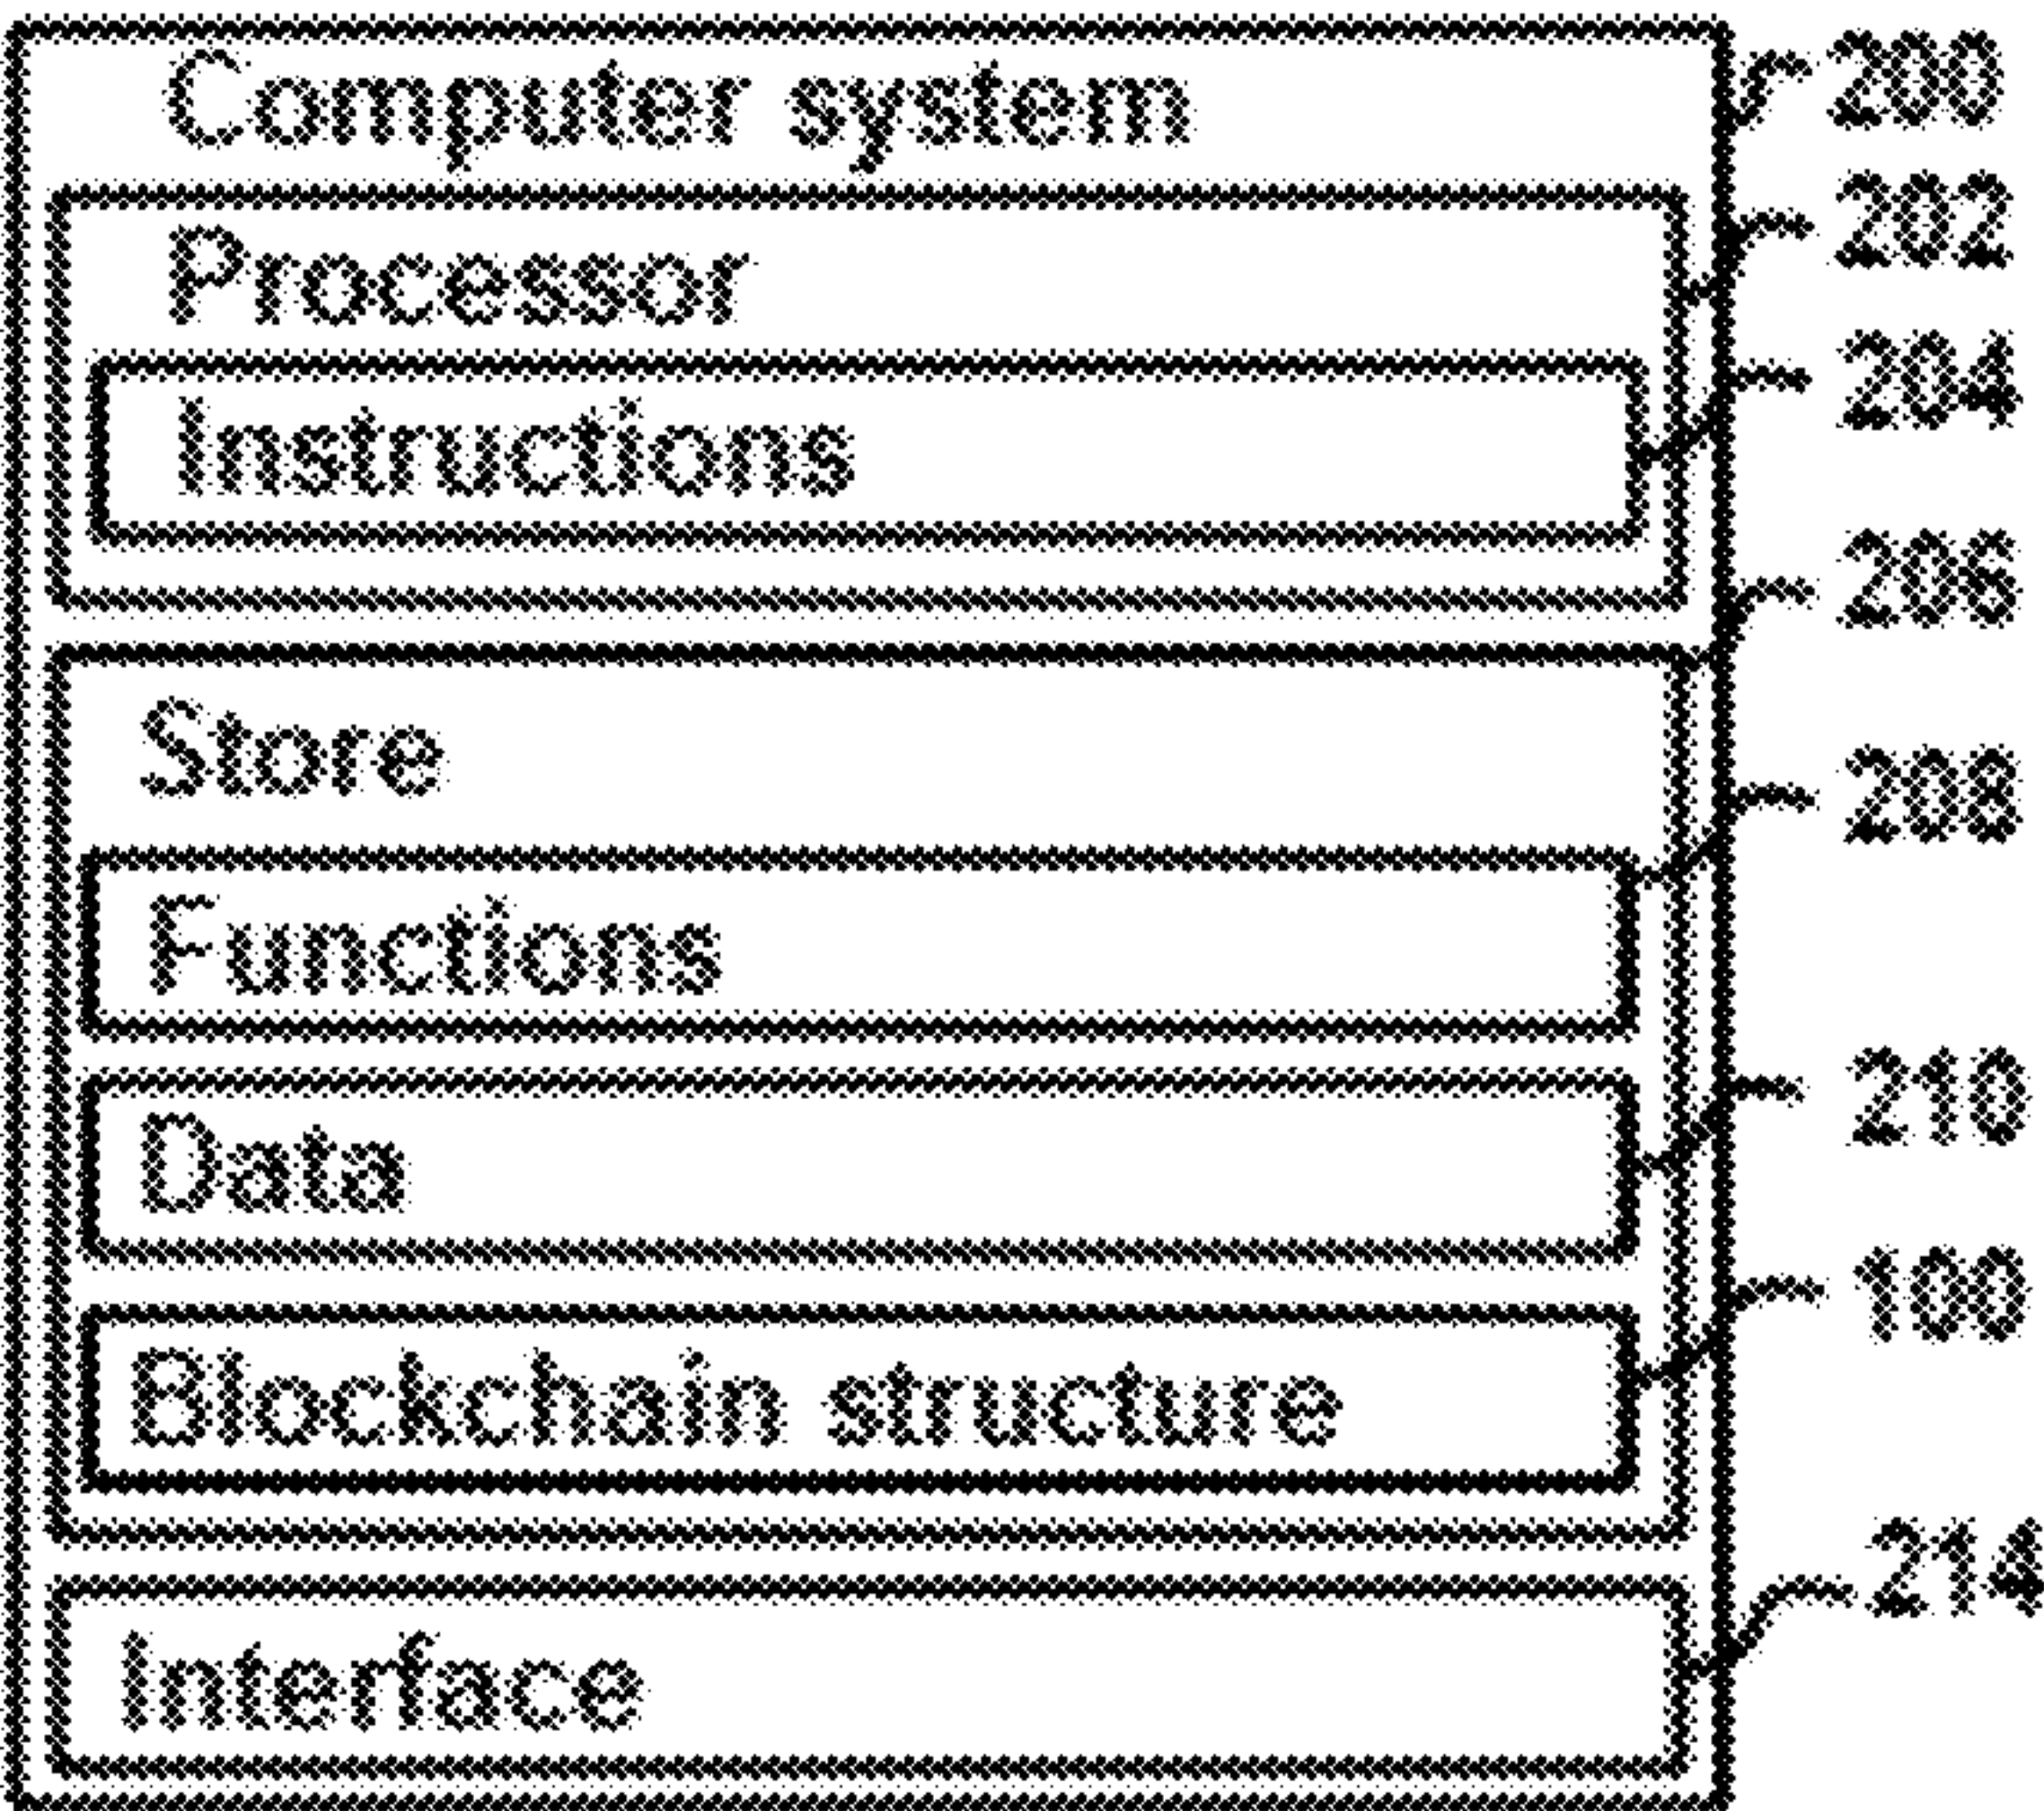 Computer system 200
Processor 202
Instructions 204
Store 206
Functions 208
Data 210
Blockchain structure 100
Interface 214